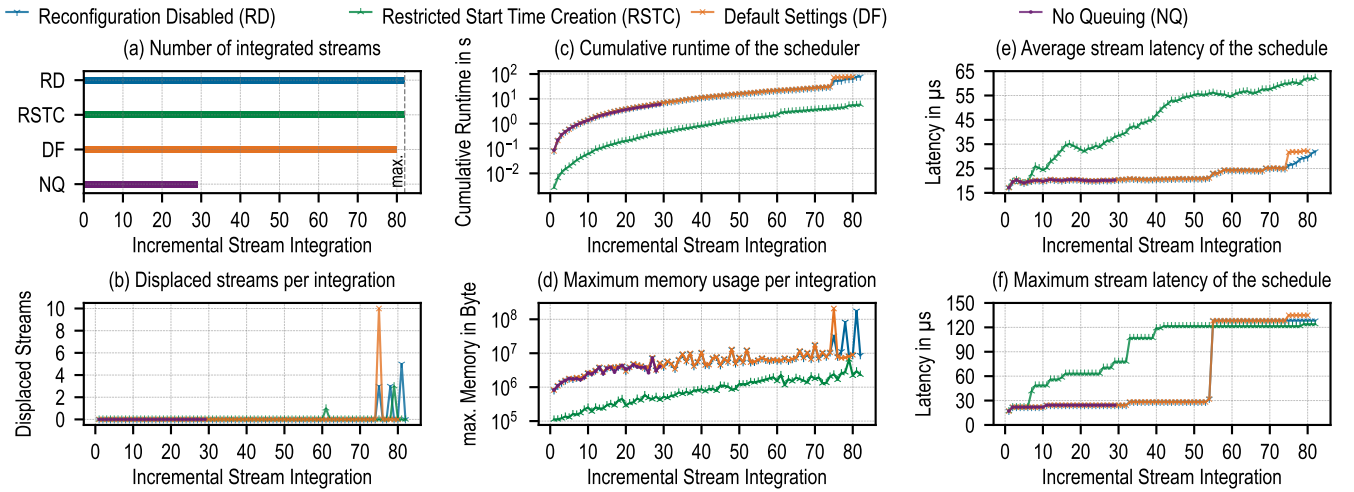 Reconfiguration Disabled (RD) Restricted Start Time Creation (RSTC) Default Settings (DF) No Queuing (NQ)
(a) Number of integrated streams
RD
RSTC
DF
NQ
max.
0 10 20 30 40 50 60 70 80
Incremental Stream Integration
(c) Cumulative runtime of the scheduler
Cumulative Runtime in s
10²
10¹
10⁰
10⁻¹
10⁻²
0 10 20 30 40 50 60 70 80
Incremental Stream Integration
(e) Average stream latency of the schedule
Latency in µs
65
55
45
35
25
15
0 10 20 30 40 50 60 70 80
Incremental Stream Integration
(b) Displaced streams per integration
Displaced Streams
10
8
6
4
2
0
0 10 20 30 40 50 60 70 80
Incremental Stream Integration
(d) Maximum memory usage per integration
max. Memory in Byte
10⁸
10⁷
10⁶
10⁵
0 10 20 30 40 50 60 70 80
Incremental Stream Integration
(f) Maximum stream latency of the schedule
Latency in µs
150
120
90
60
30
0
0 10 20 30 40 50 60 70 80
Incremental Stream Integration